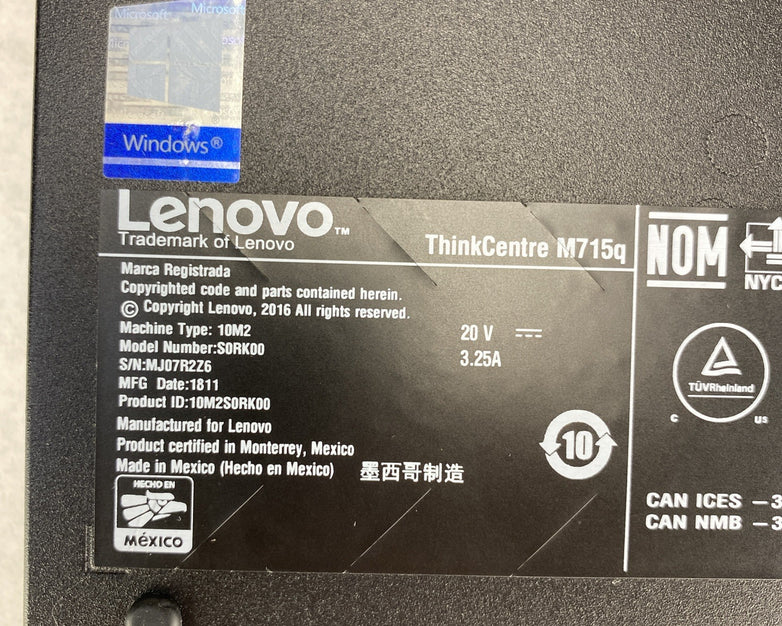 Microsoft Microsoft
Windows®
Lenovo™
Trademark of Lenovo
ThinkCentre M715q
Marca Registrada
Copyrighted code and parts contained herein.
© Copyright Lenovo, 2016 All rights reserved.
Machine Type: 10M2
Model Number:S0RK00
S/N:MJ07R2Z6
MFG Date:1811
Product ID:10M2S0RK00
20 V
3.25A
Manufactured for Lenovo
Product certified in Monterrey, Mexico
Made in Mexico (Hecho en Mexico) 墨西哥制造
10
HECHO EN
MéXICO
NOM
NYC
TÜVRheinland
C US
CAN ICES –3
CAN NMB –3